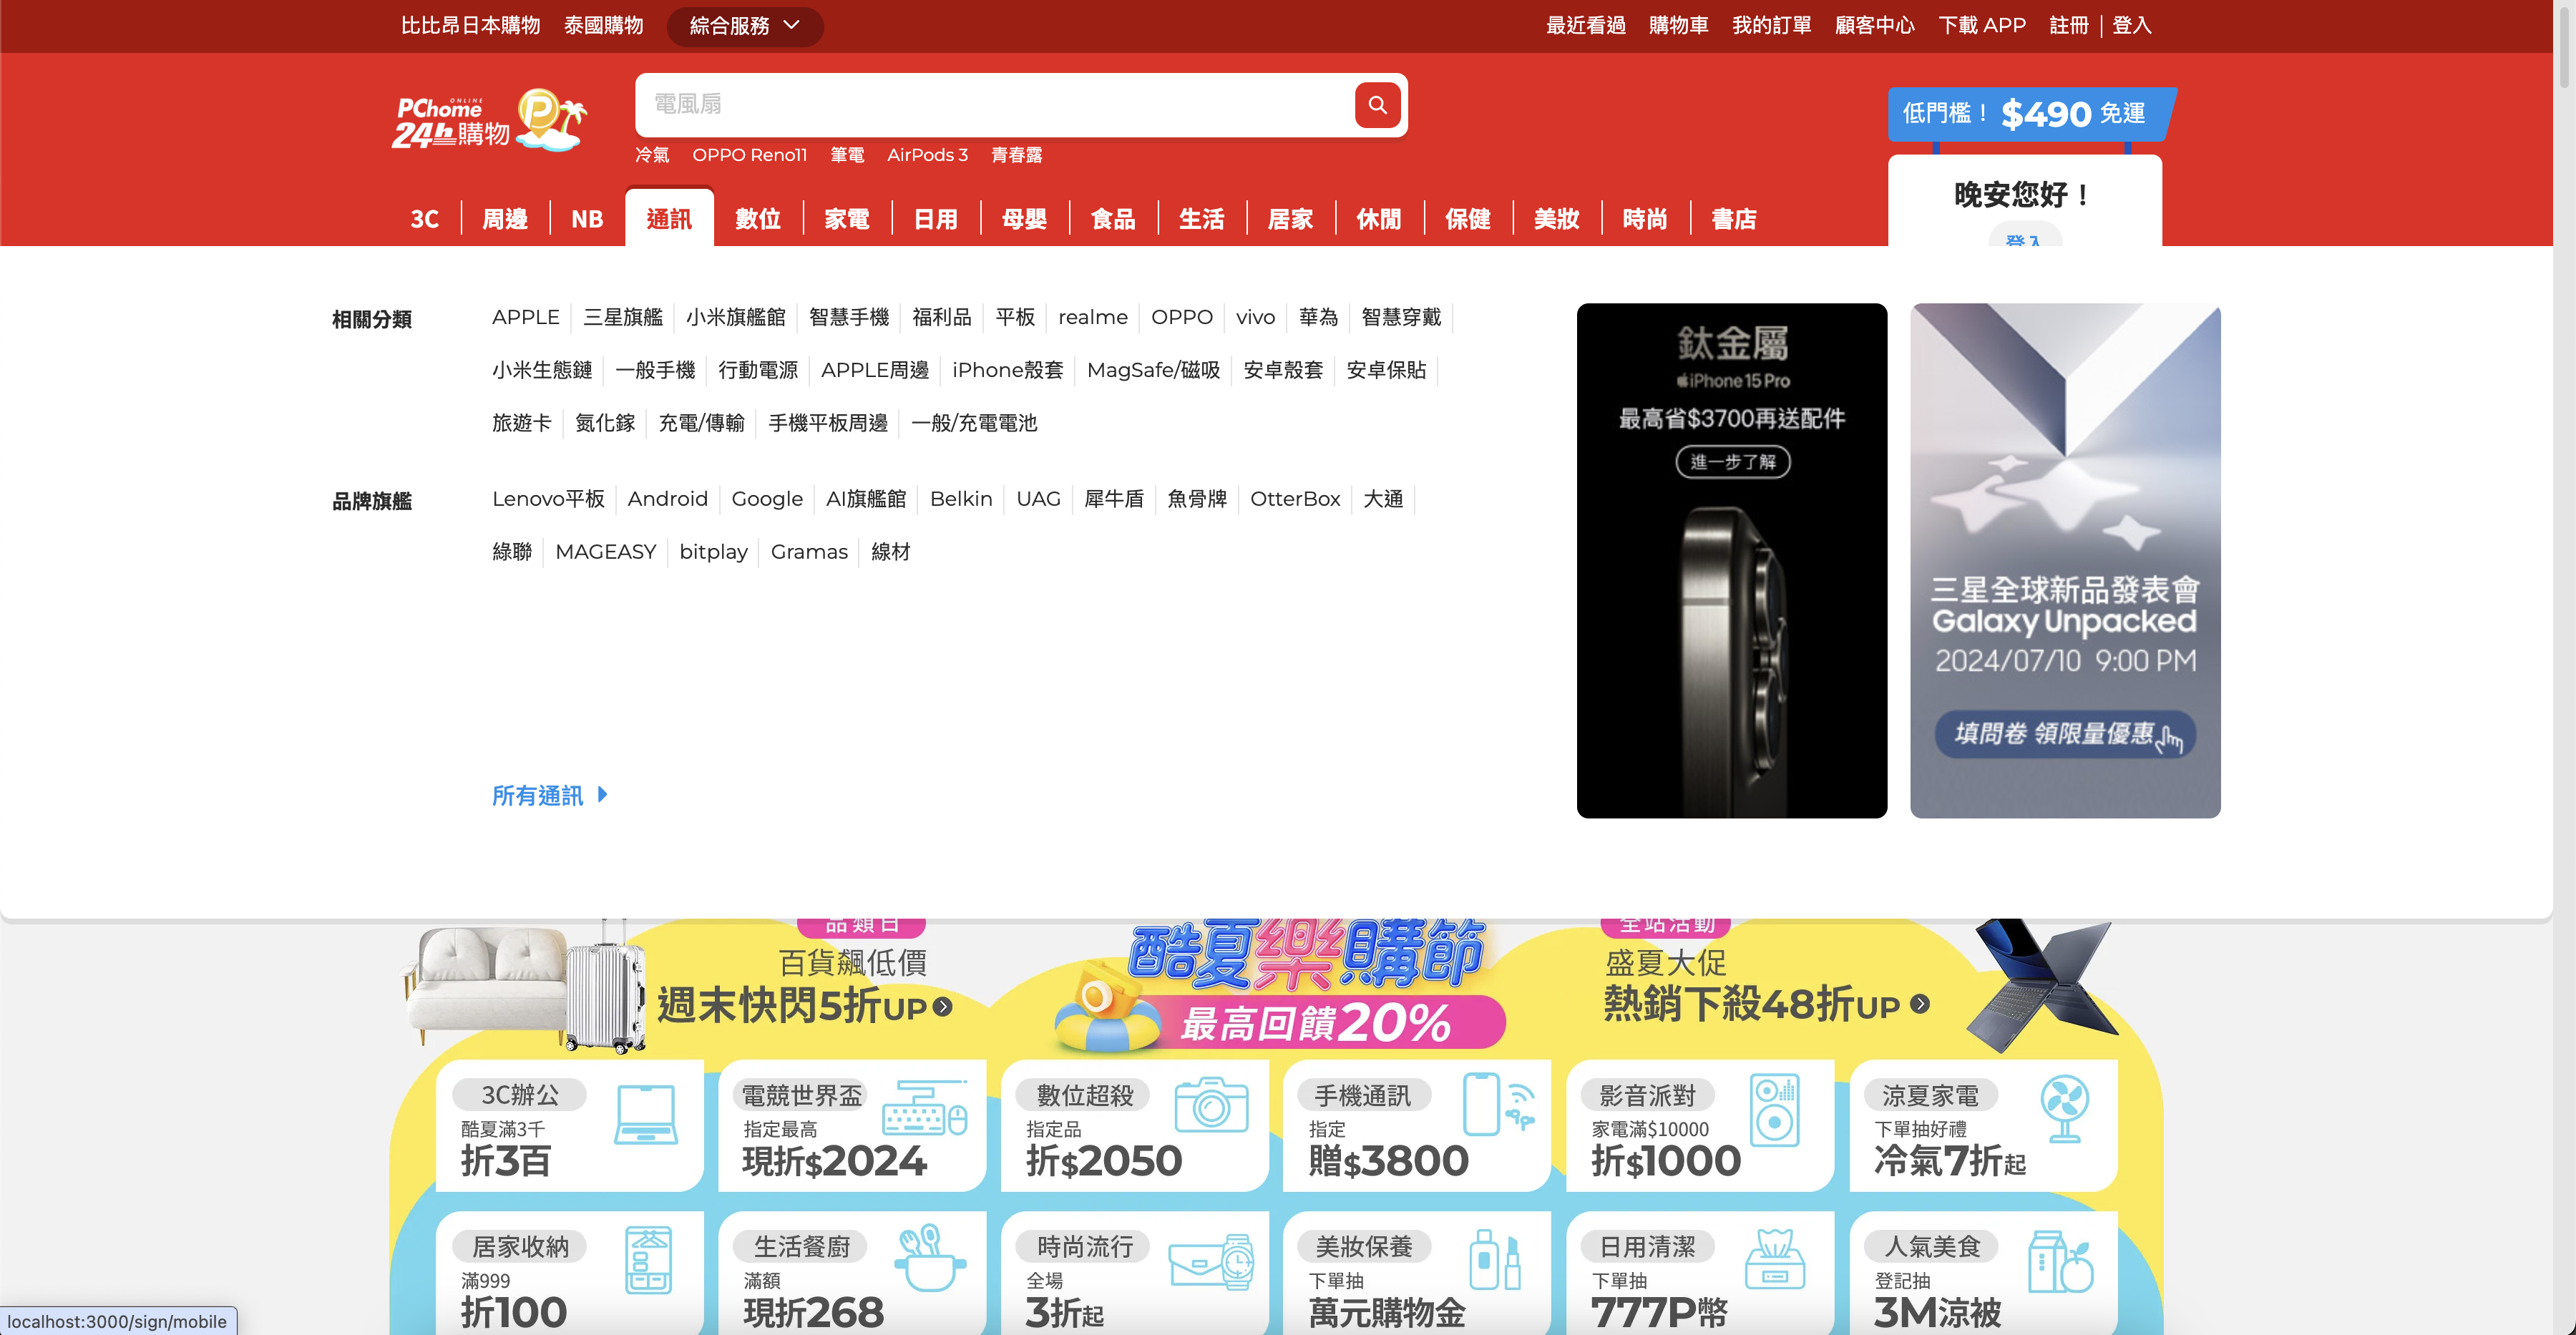 比比昂日本購物 泰國購物 綜合服務 最近看過 購物車 我的訂單 顧客中心 下載 APP 註冊 | 登入
PChome ONLINE
24h購物
電風扇
冷氣 OPPO Reno11 筆電 AirPods 3 青春露
低門檻! $490 免運
晚安您好!
登入
3C 周邊 NB 通訊 數位 家電 日用 母嬰 食品 生活 居家 休閒 保健 美妝 時尚 書店
相關分類 APPLE 三星旗艦 小米旗艦館 智慧手機 福利品 平板 realme OPPO vivo 華為 智慧穿戴
小米生態鏈 一般手機 行動電源 APPLE周邊 iPhone殼套 MagSafe/磁吸 安卓殼套 安卓保貼
旅遊卡 氮化鎵 充電/傳輸 手機平板周邊 一般/充電電池
品牌旗艦 Lenovo平板 Android Google AI旗艦館 Belkin UAG 犀牛盾 魚骨牌 OtterBox 大通
綠聯 MAGEASY bitplay Gramas 線材
所有通訊
鈦金屬
iPhone 15 Pro
最高省$3700再送配件
進一步了解
三星全球新品發表會
Galaxy Unpacked
2024/07/10 9:00 PM
填問卷 領限量優惠
品類日
百貨飆低價
週末快閃5折UP
酷夏樂購節
最高回饋20%
全站活動
盛夏大促
熱銷下殺48折UP
3C辦公
酷夏滿3千
折3百
電競世界盃
指定最高
現折$2024
數位超殺
指定品
折$2050
手機通訊
指定
贈$3800
影音派對
家電滿$10000
折$1000
涼夏家電
下單抽好禮
冷氣7折起
居家收納
滿999
折100
生活餐廚
滿額
現折268
時尚流行
全場
3折起
美妝保養
下單抽
萬元購物金
日用清潔
下單抽
777P幣
人氣美食
登記抽
3M涼被
localhost:3000/sign/mobile